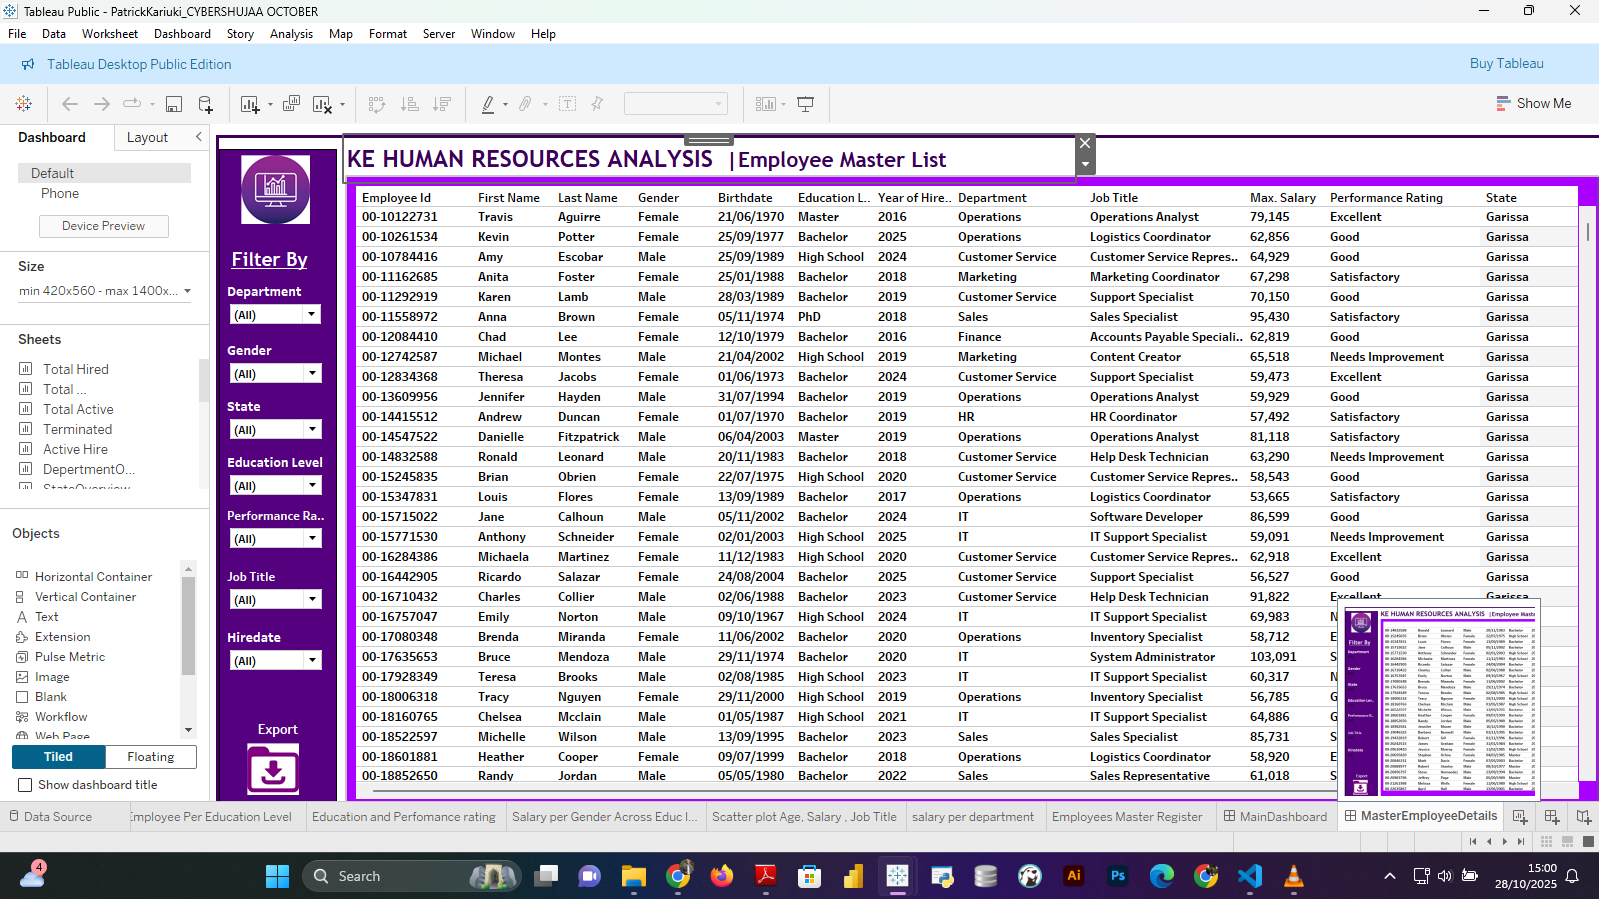 Tableau Public - PatrickKariuki_CYBERSHUJAA OCTOBER
File Data Worksheet Dashboard Story Analysis Map Format Server Window Help
Tableau Desktop Public Edition Buy Tableau
Show Me
Dashboard Layout
Default
Phone
Device Preview
Size
min 420x560 - max 1400x...
Sheets
Total Hired
Total ...
Total Active
Terminated
Active Hire
DepertmentO...
StateOverview
Objects
Horizontal Container
Vertical Container
Text
Extension
Pulse Metric
Image
Blank
Workflow
Web Page
Tiled Floating
Show dashboard title
Filter By
Department
(All)
Gender
(All)
State
(All)
Education Level
(All)
Performance Ra..
(All)
Job Title
(All)
Hiredate
(All)
Export
KE HUMAN RESOURCES ANALYSIS |Employee Master List
Employee Id First Name Last Name Gender Birthdate Education L.. Year of Hire.. Department Job Title Max. Salary Performance Rating State
00-10122731 Travis Aguirre Female 21/06/1970 Master 2016 Operations Operations Analyst 79,145 Excellent Garissa
00-10261534 Kevin Potter Female 25/09/1977 Bachelor 2025 Operations Logistics Coordinator 62,856 Good Garissa
00-10784416 Amy Escobar Male 25/09/1989 High School 2024 Customer Service Customer Service Repres.. 64,929 Good Garissa
00-11162685 Anita Foster Female 25/01/1988 Bachelor 2018 Marketing Marketing Coordinator 67,298 Satisfactory Garissa
00-11292919 Karen Lamb Male 28/03/1989 Bachelor 2019 Customer Service Support Specialist 70,150 Good Garissa
00-11558972 Anna Brown Female 05/11/1974 PhD 2018 Sales Sales Specialist 95,430 Satisfactory Garissa
00-12084410 Chad Lee Female 12/10/1979 Bachelor 2016 Finance Accounts Payable Speciali.. 62,819 Good Garissa
00-12742587 Michael Montes Male 21/04/2002 High School 2019 Marketing Content Creator 65,518 Needs Improvement Garissa
00-12834368 Theresa Jacobs Female 01/06/1973 Bachelor 2024 Customer Service Support Specialist 59,473 Excellent Garissa
00-13609956 Jennifer Hayden Male 31/07/1994 Bachelor 2019 Operations Operations Analyst 59,929 Good Garissa
00-14415512 Andrew Duncan Female 01/07/1970 Bachelor 2019 HR HR Coordinator 57,492 Satisfactory Garissa
00-14547522 Danielle Fitzpatrick Male 06/04/2003 Master 2019 Operations Operations Analyst 81,118 Satisfactory Garissa
00-14832588 Ronald Leonard Male 20/11/1983 Bachelor 2018 Customer Service Help Desk Technician 63,290 Needs Improvement Garissa
00-15245835 Brian Obrien Female 22/07/1975 High School 2020 Customer Service Customer Service Repres.. 58,543 Good Garissa
00-15347831 Louis Flores Female 13/09/1989 Bachelor 2017 Operations Logistics Coordinator 53,665 Satisfactory Garissa
00-15715022 Jane Calhoun Male 05/11/2002 Bachelor 2024 IT Software Developer 86,599 Good Garissa
00-15771530 Anthony Schneider Female 02/01/2003 High School 2025 IT IT Support Specialist 59,091 Needs Improvement Garissa
00-16284386 Michaela Martinez Female 11/12/1983 High School 2020 Customer Service Customer Service Repres.. 62,918 Excellent Garissa
00-16442905 Ricardo Salazar Female 24/08/2004 Bachelor 2025 Customer Service Support Specialist 56,527 Good Garissa
00-16710432 Charles Collier Male 02/06/1988 Bachelor 2023 Customer Service Help Desk Technician 91,822 Excellent Garissa
00-16757047 Emily Norton Male 09/10/1967 High School 2024 IT IT Support Specialist 69,983 N
00-17080348 Brenda Miranda Female 11/06/2002 Bachelor 2020 Operations Inventory Specialist 58,712 E
00-17635653 Bruce Mendoza Male 29/11/1974 Bachelor 2020 IT System Administrator 103,091 S
00-17928349 Teresa Brooks Male 02/08/1985 High School 2023 IT IT Support Specialist 60,317 N
00-18006318 Tracy Nguyen Female 29/11/2000 High School 2019 Operations Inventory Specialist 56,785 G
00-18160765 Chelsea Mcclain Male 01/05/1987 High School 2021 IT IT Support Specialist 64,886 G
00-18522597 Michelle Wilson Male 13/09/1995 Bachelor 2023 Sales Sales Specialist 85,731 S
00-18601881 Heather Cooper Female 09/07/1999 Bachelor 2018 Operations Logistics Coordinator 58,920 E
00-18852650 Randy Jordan Male 05/05/1980 Bachelor 2022 Sales Sales Representative 61,018 S
KE HUMAN RESOURCES ANALYSIS |Employee Maste
Filter By
Data Source Employee Per Education Level Education and Perfomance rating Salary per Gender Across Educ l... Scatter plot Age, Salary , Job Title salary per department Employees Master Register MainDashboard MasterEmployeeDetails
4
Search
Ai
Ps
15:00
28/10/2025